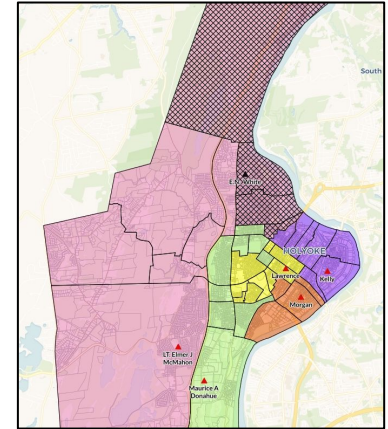 South
E.N. White
HOLYOKE
Lawrence
Kelly
Morgan
LT Elmer J
McMahon
Maurice A
Donahue